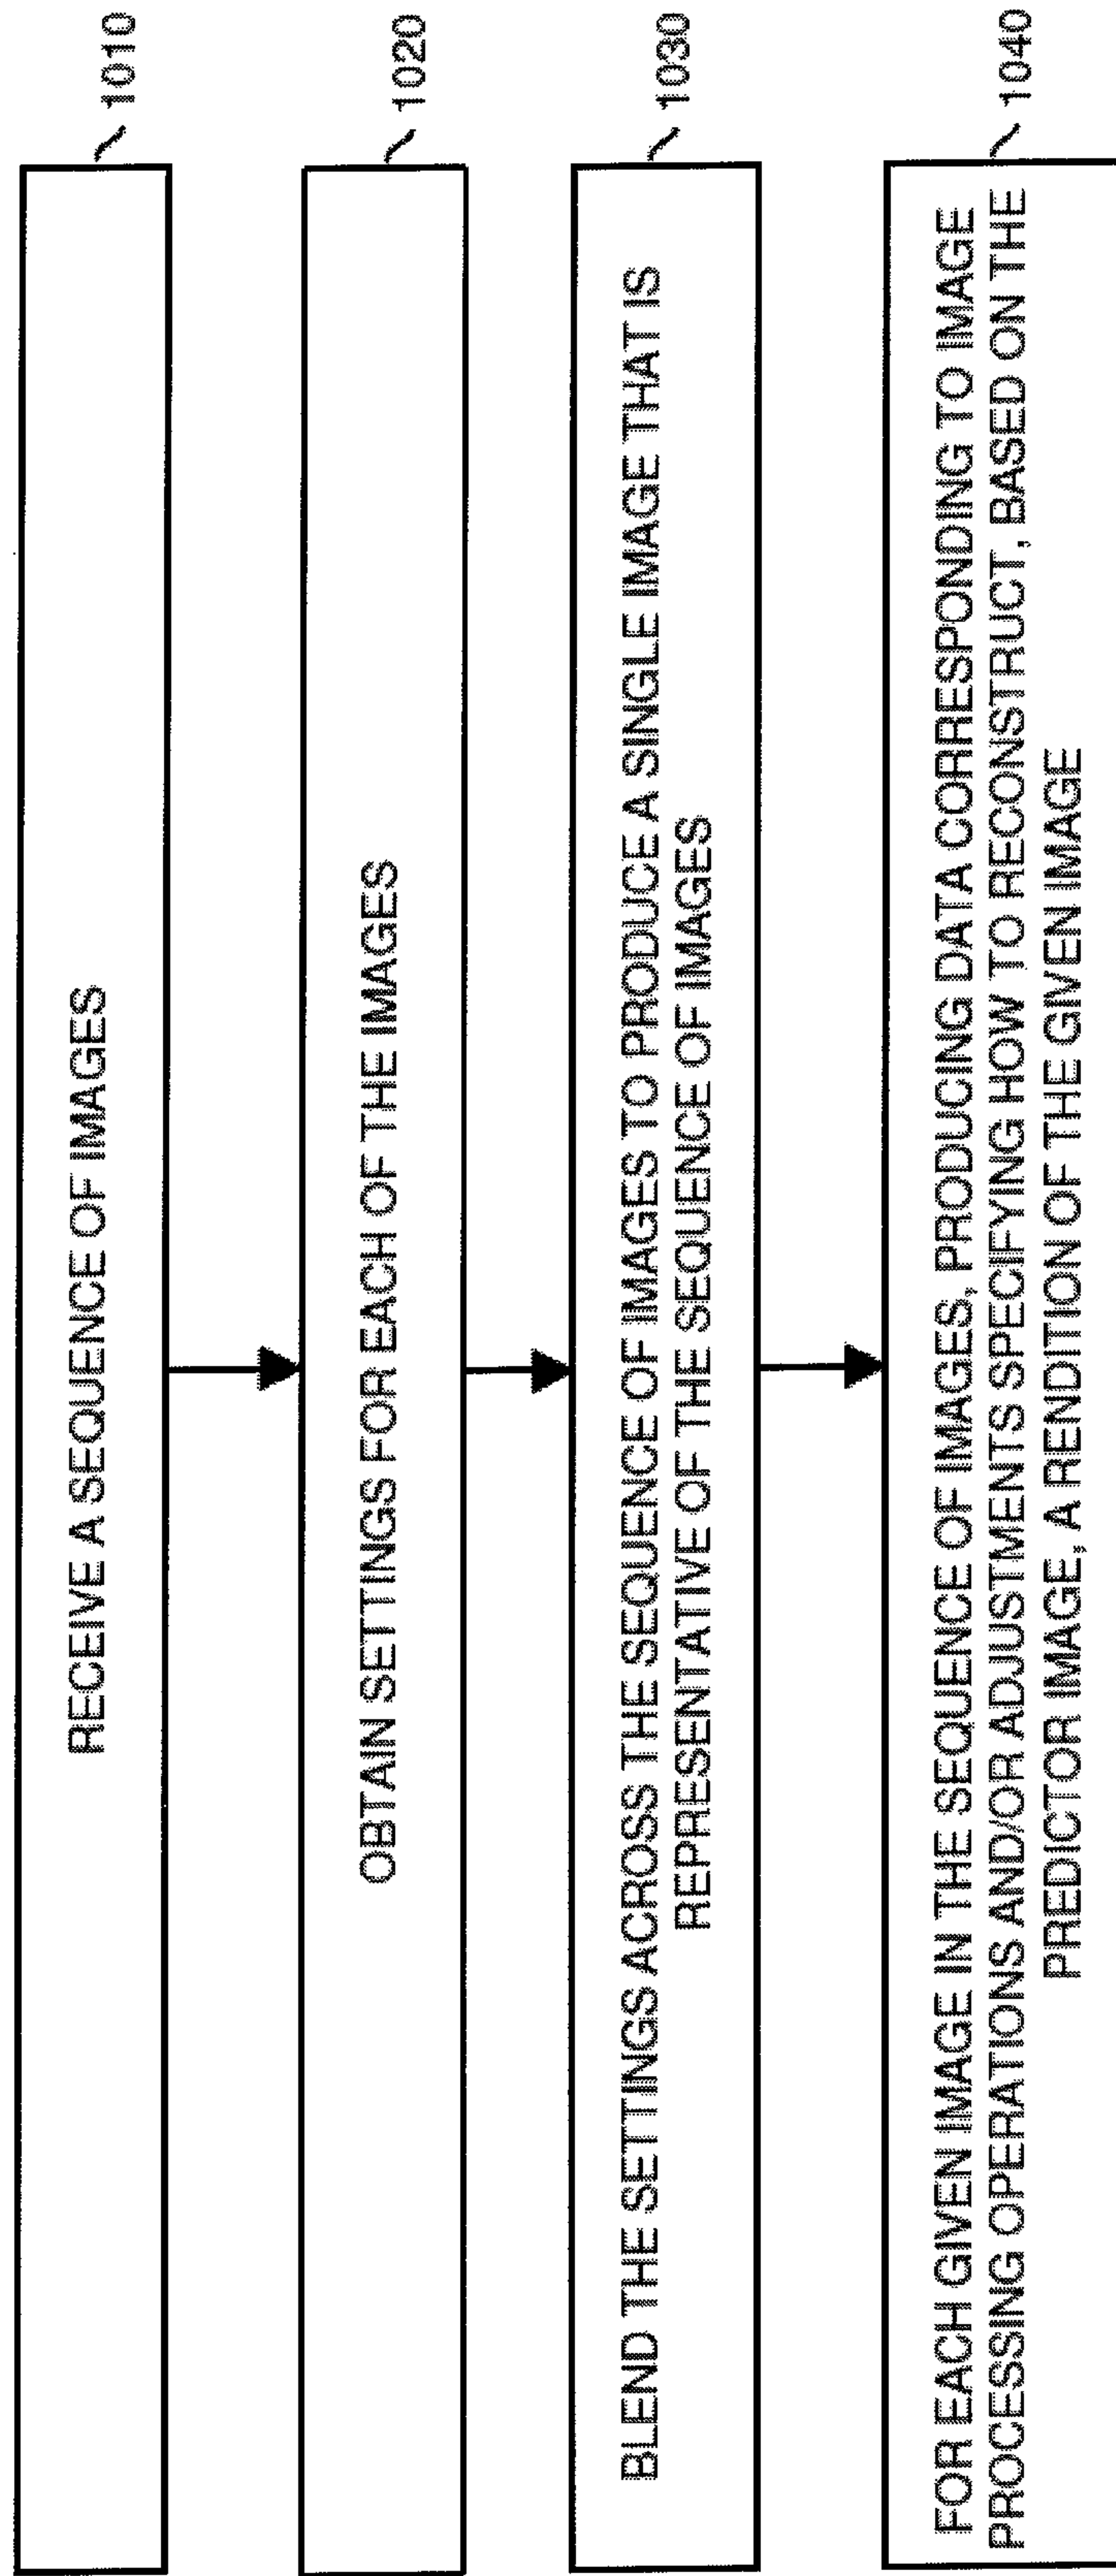 RECEIVE A SEQUENCE OF IMAGES
1010
OBTAIN SETTINGS FOR EACH OF THE IMAGES
1020
BLEND THE SETTINGS ACROSS THE SEQUENCE OF IMAGES TO PRODUCE A SINGLE IMAGE THAT IS
REPRESENTATIVE OF THE SEQUENCE OF IMAGES
1030
FOR EACH GIVEN IMAGE IN THE SEQUENCE OF IMAGES, PRODUCING DATA CORRESPONDING TO IMAGE
PROCESSING OPERATIONS AND/OR ADJUSTMENTS SPECIFYING HOW TO RECONSTRUCT, BASED ON THE
PREDICTOR IMAGE, A RENDITION OF THE GIVEN IMAGE
1040